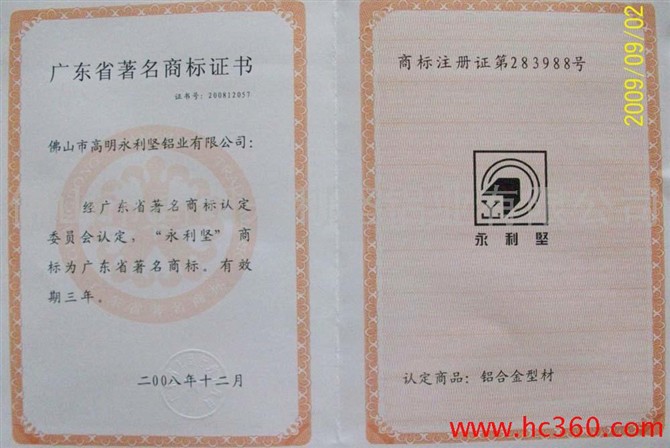 广东省著名商标证书
证书号：200812057
佛山市高明永利坚铝业有限公司：
经广东省著名商标认定
委员会认定，“永利坚”商
标为广东省著名商标。有效
期三年。
二00八年十二月
商标注册证第283988号
永利坚
认定商品：铝合金型材
2009/09/02
www.hc360.com